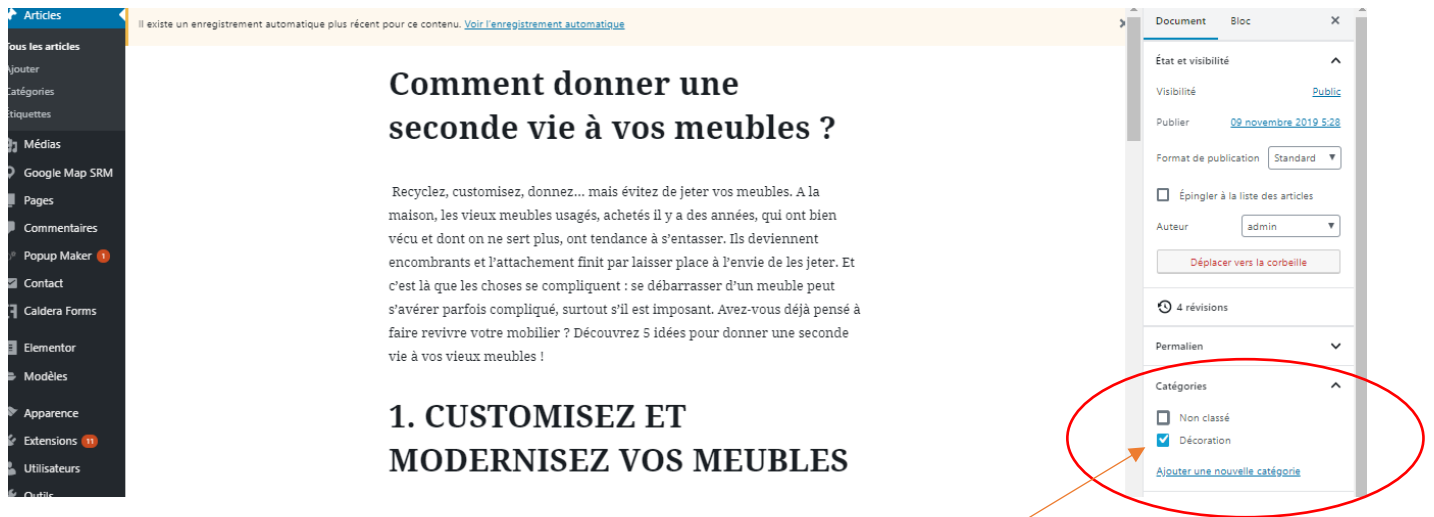 Articles
Tous les articles
Ajouter
Catégories
Étiquettes
Médias
Google Map SRM
Pages
Commentaires
Popup Maker 1
Contact
Caldera Forms
Elementor
Modèles
Apparence
Extensions 11
Utilisateurs
Outils
Il existe un enregistrement automatique plus récent pour ce contenu. Voir l'enregistrement automatique
Comment donner une
seconde vie à vos meubles ?
Recyclez, customisez, donnez… mais évitez de jeter vos meubles. A la
maison, les vieux meubles usagés, achetés il y a des années, qui ont bien
vécu et dont on ne sert plus, ont tendance à s’entasser. Ils deviennent
encombrants et l’attachement finit par laisser place à l’envie de les jeter. Et
c’est là que les choses se compliquent : se débarrasser d’un meuble peut
s’avérer parfois compliqué, surtout s’il est imposant. Avez-vous déjà pensé à
faire revivre votre mobilier ? Découvrez 5 idées pour donner une seconde
vie à vos vieux meubles !
1. CUSTOMISEZ ET
MODERNISEZ VOS MEUBLES
Document Bloc
État et visibilité
Visibilité Public
Publier 09 novembre 2019 5:28
Format de publication Standard
Épingler à la liste des articles
Auteur admin
Déplacer vers la corbeille
4 révisions
Permalien
Catégories
Non classé
Décoration
Ajouter une nouvelle catégorie